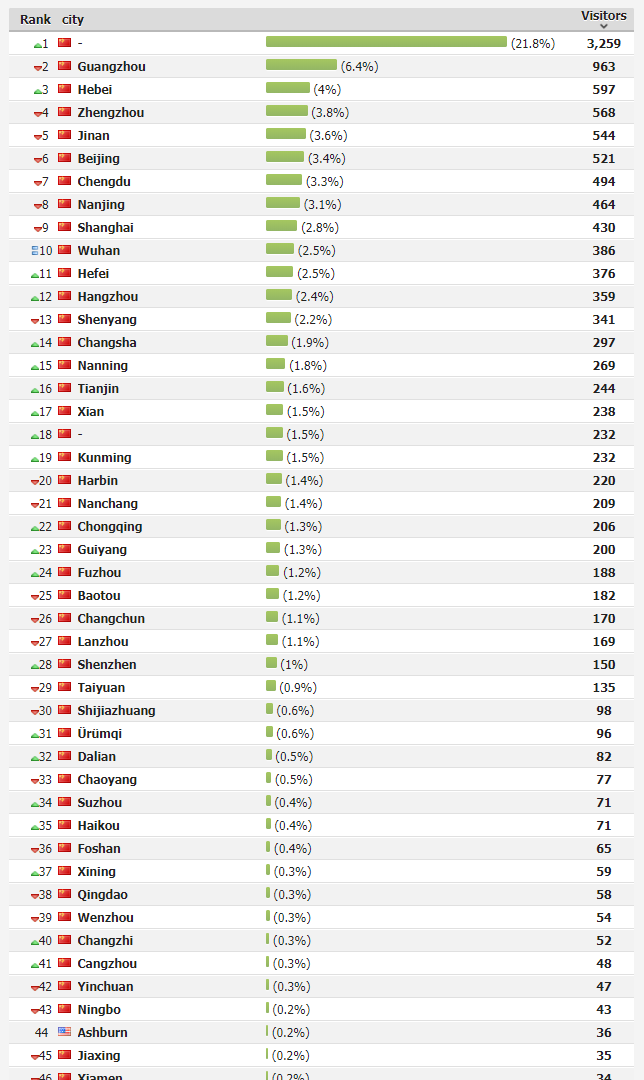 Rank city Visitors
1 - (21.8%) 3,259
2 Guangzhou (6.4%) 963
3 Hebei (4%) 597
4 Zhengzhou (3.8%) 568
5 Jinan (3.6%) 544
6 Beijing (3.4%) 521
7 Chengdu (3.3%) 494
8 Nanjing (3.1%) 464
9 Shanghai (2.8%) 430
10 Wuhan (2.5%) 386
11 Hefei (2.5%) 376
12 Hangzhou (2.4%) 359
13 Shenyang (2.2%) 341
14 Changsha (1.9%) 297
15 Nanning (1.8%) 269
16 Tianjin (1.6%) 244
17 Xian (1.5%) 238
18 - (1.5%) 232
19 Kunming (1.5%) 232
20 Harbin (1.4%) 220
21 Nanchang (1.4%) 209
22 Chongqing (1.3%) 206
23 Guiyang (1.3%) 200
24 Fuzhou (1.2%) 188
25 Baotou (1.2%) 182
26 Changchun (1.1%) 170
27 Lanzhou (1.1%) 169
28 Shenzhen (1%) 150
29 Taiyuan (0.9%) 135
30 Shijiazhuang (0.6%) 98
31 Ürümqi (0.6%) 96
32 Dalian (0.5%) 82
33 Chaoyang (0.5%) 77
34 Suzhou (0.4%) 71
35 Haikou (0.4%) 71
36 Foshan (0.4%) 65
37 Xining (0.3%) 59
38 Qingdao (0.3%) 58
39 Wenzhou (0.3%) 54
40 Changzhi (0.3%) 52
41 Cangzhou (0.3%) 48
42 Yinchuan (0.3%) 47
43 Ningbo (0.2%) 43
44 Ashburn (0.2%) 36
45 Jiaxing (0.2%) 35
46 Xiamen (0.2%) 34